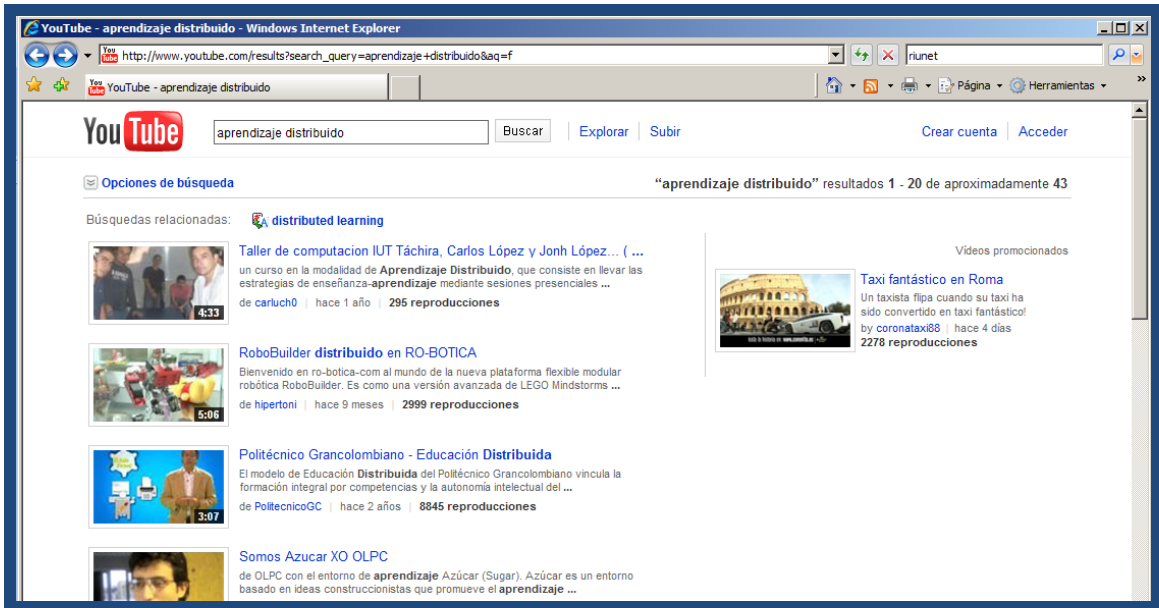 YouTube - aprendizaje distribuido - Windows Internet Explorer
http://www.youtube.com/results?search_query=aprendizaje+distribuido&aq=f
riunet
YouTube - aprendizaje distribuido
Página
Herramientas
»
You Tube
aprendizaje distribuido
Buscar
Explorar
Subir
Crear cuenta
Acceder
Opciones de búsqueda
“aprendizaje distribuido” resultados 1 - 20 de aproximadamente 43
Búsquedas relacionadas:
distributed learning
Taller de computacion IUT Táchira, Carlos López y Jonh López... ( ...
un curso en la modalidad de Aprendizaje Distribuido, que consiste en llevar las
estrategias de enseñanza-aprendizaje mediante sesiones presenciales ...
de carluch0 | hace 1 año | 295 reproducciones
4:33
RoboBuilder distribuido en RO-BOTICA
Bienvenido en ro-botica-com al mundo de la nueva plataforma flexible modular
robótica RoboBuilder. Es como una versión avanzada de LEGO Mindstorms ...
de hipertoni | hace 9 meses | 2999 reproducciones
5:06
Politécnico Grancolombiano - Educación Distribuida
El modelo de Educación Distribuida del Politécnico Grancolombiano vincula la
formación integral por competencias y la autonomía intelectual del ...
de PolitecnicoGC | hace 2 años | 8845 reproducciones
3:07
Somos Azucar XO OLPC
de OLPC con el entorno de aprendizaje Azúcar (Sugar). Azúcar es un entorno
basado en ideas construccionistas que promueve el aprendizaje ...
Vídeos promocionados
Taxi fantástico en Roma
Un taxista flipa cuando su taxi ha
sido convertido en taxi fantástico!
by coronataxi88 | hace 4 días
2278 reproducciones